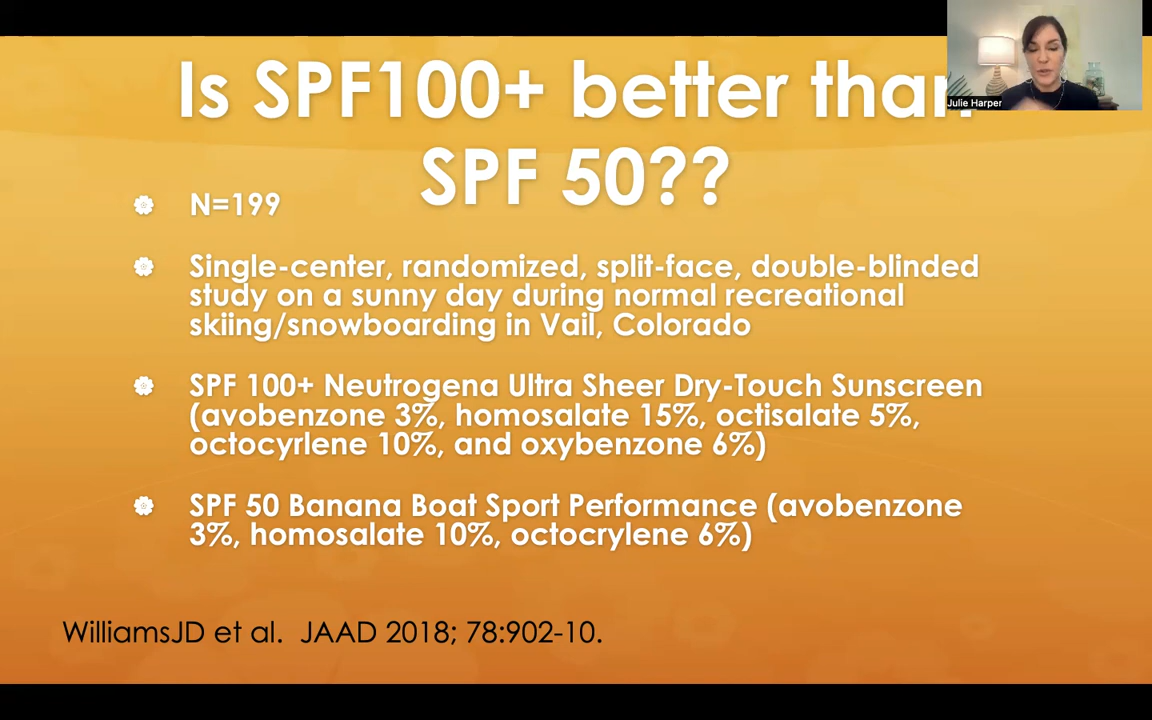 Is SPF100+ better than
SPF 50??
Julie Harper
N=199
Single-center, randomized, split-face, double-blinded
study on a sunny day during normal recreational
skiing/snowboarding in Vail, Colorado
SPF 100+ Neutrogena Ultra Sheer Dry-Touch Sunscreen
(avobenzone 3%, homosalate 15%, octisalate 5%,
octocyrlene 10%, and oxybenzone 6%)
SPF 50 Banana Boat Sport Performance (avobenzone
3%, homosalate 10%, octocrylene 6%)
WilliamsJD et al. JAAD 2018; 78:902-10.